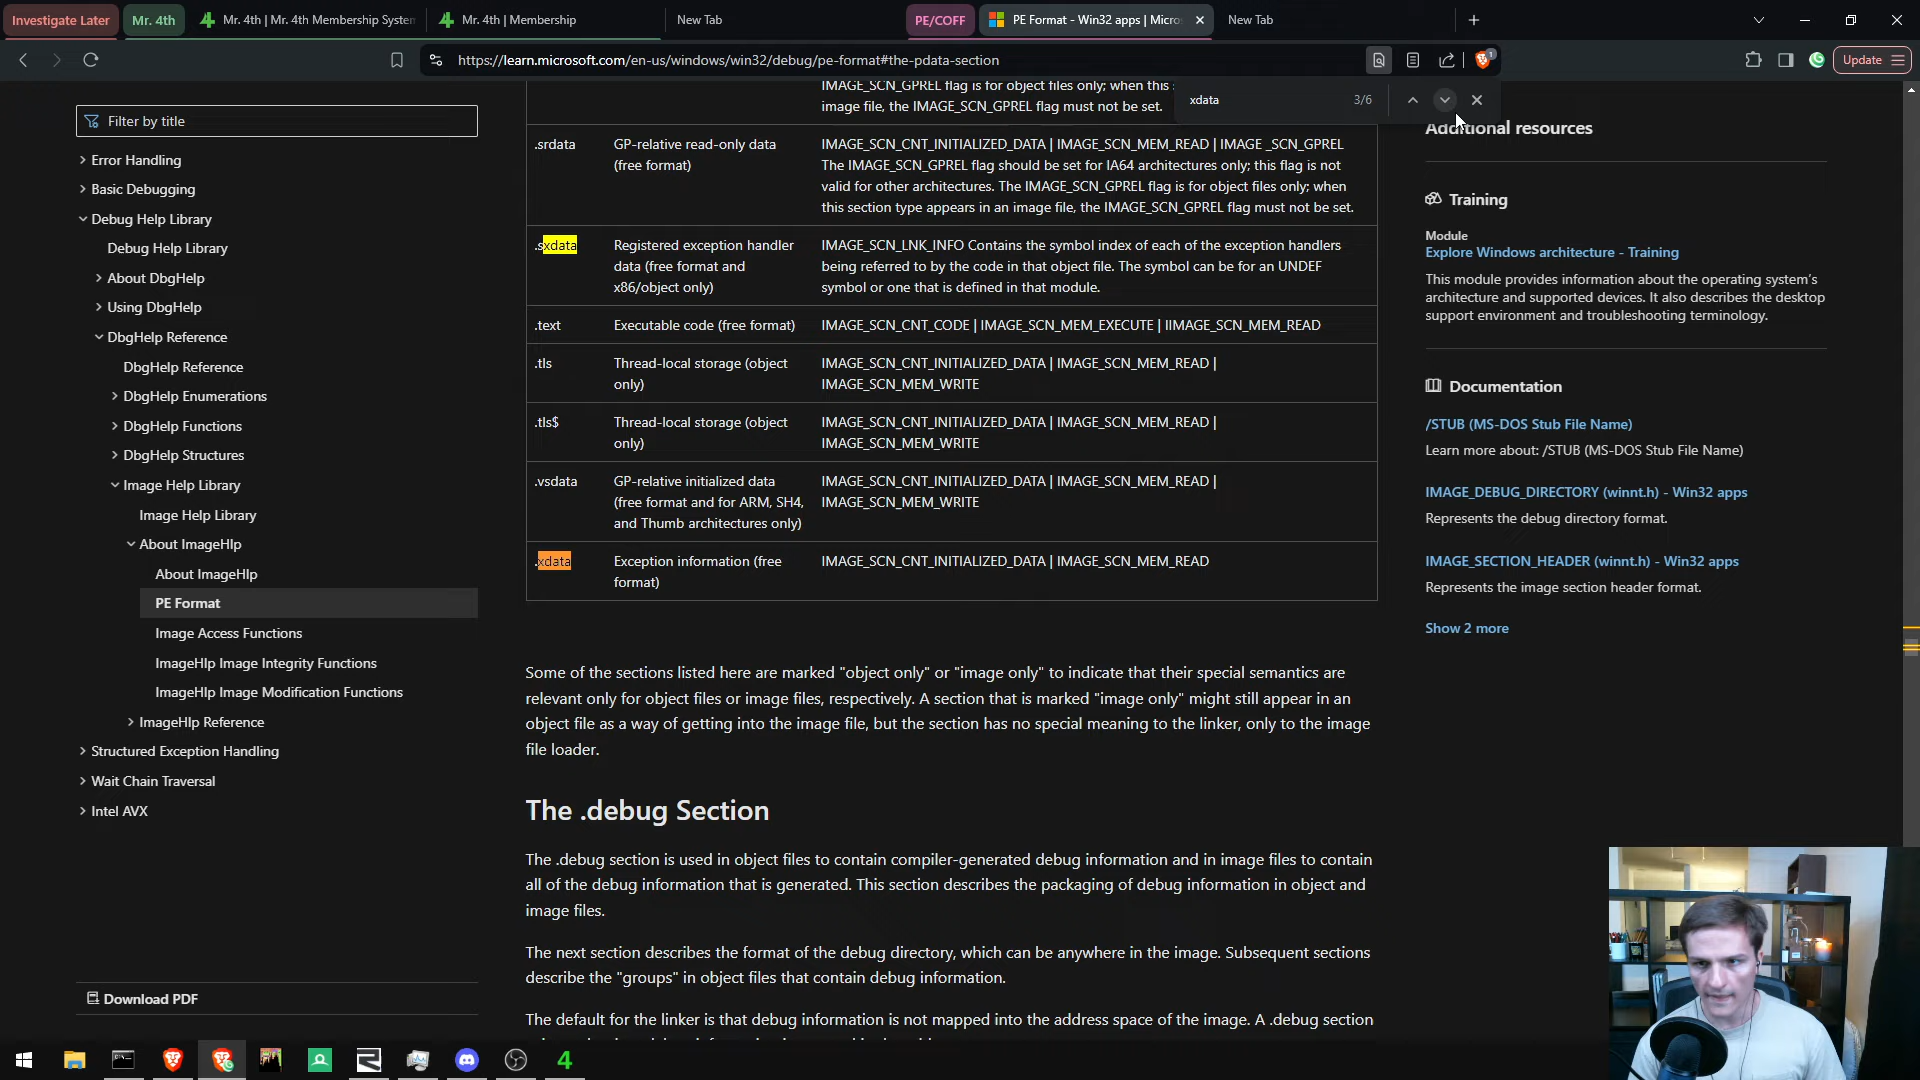 Investigate Later
Mr. 4th
Mr. 4th | Mr. 4th Membership System
Mr. 4th | Membership
New Tab
PE/COFF
PE Format - Win32 apps | Micro
New Tab
https://learn.microsoft.com/en-us/windows/win32/debug/pe-format#the-pdata-section
1
Update
xdata
3/6
Filter by title
Error Handling
Basic Debugging
Debug Help Library
Debug Help Library
About DbgHelp
Using DbgHelp
DbgHelp Reference
DbgHelp Reference
DbgHelp Enumerations
DbgHelp Functions
DbgHelp Structures
Image Help Library
Image Help Library
About ImageHlp
About ImageHlp
PE Format
Image Access Functions
ImageHlp Image Integrity Functions
ImageHlp Image Modification Functions
ImageHlp Reference
Structured Exception Handling
Wait Chain Traversal
Intel AVX
Download PDF
IMAGE_SCN_GPREL flag is for object files only; when this
image file, the IMAGE_SCN_GPREL flag must not be set.
.srdata
GP-relative read-only data
(free format)
IMAGE_SCN_CNT_INITIALIZED_DATA | IMAGE_SCN_MEM_READ | IMAGE _SCN_GPREL
The IMAGE_SCN_GPREL flag should be set for IA64 architectures only; this flag is not
valid for other architectures. The IMAGE_SCN_GPREL flag is for object files only; when
this section type appears in an image file, the IMAGE_SCN_GPREL flag must not be set.
.sxdata
Registered exception handler
data (free format and
x86/object only)
IMAGE_SCN_LNK_INFO Contains the symbol index of each of the exception handlers
being referred to by the code in that object file. The symbol can be for an UNDEF
symbol or one that is defined in that module.
.text
Executable code (free format)
IMAGE_SCN_CNT_CODE | IMAGE_SCN_MEM_EXECUTE | IIMAGE_SCN_MEM_READ
.tls
Thread-local storage (object
only)
IMAGE_SCN_CNT_INITIALIZED_DATA | IMAGE_SCN_MEM_READ |
IMAGE_SCN_MEM_WRITE
.tls$
Thread-local storage (object
only)
IMAGE_SCN_CNT_INITIALIZED_DATA | IMAGE_SCN_MEM_READ |
IMAGE_SCN_MEM_WRITE
.vsdata
GP-relative initialized data
(free format and for ARM, SH4,
and Thumb architectures only)
IMAGE_SCN_CNT_INITIALIZED_DATA | IMAGE_SCN_MEM_READ |
IMAGE_SCN_MEM_WRITE
.xdata
Exception information (free
format)
IMAGE_SCN_CNT_INITIALIZED_DATA | IMAGE_SCN_MEM_READ
Some of the sections listed here are marked "object only" or "image only" to indicate that their special semantics are
relevant only for object files or image files, respectively. A section that is marked "image only" might still appear in an
object file as a way of getting into the image file, but the section has no special meaning to the linker, only to the image
file loader.
The .debug Section
The .debug section is used in object files to contain compiler-generated debug information and in image files to contain
all of the debug information that is generated. This section describes the packaging of debug information in object and
image files.
The next section describes the format of the debug directory, which can be anywhere in the image. Subsequent sections
describe the "groups" in object files that contain debug information.
The default for the linker is that debug information is not mapped into the address space of the image. A .debug section
Additional resources
Training
Module
Explore Windows architecture - Training
This module provides information about the operating system's
architecture and supported devices. It also describes the desktop
support environment and troubleshooting terminology.
Documentation
/STUB (MS-DOS Stub File Name)
Learn more about: /STUB (MS-DOS Stub File Name)
IMAGE_DEBUG_DIRECTORY (winnt.h) - Win32 apps
Represents the debug directory format.
IMAGE_SECTION_HEADER (winnt.h) - Win32 apps
Represents the image section header format.
Show 2 more